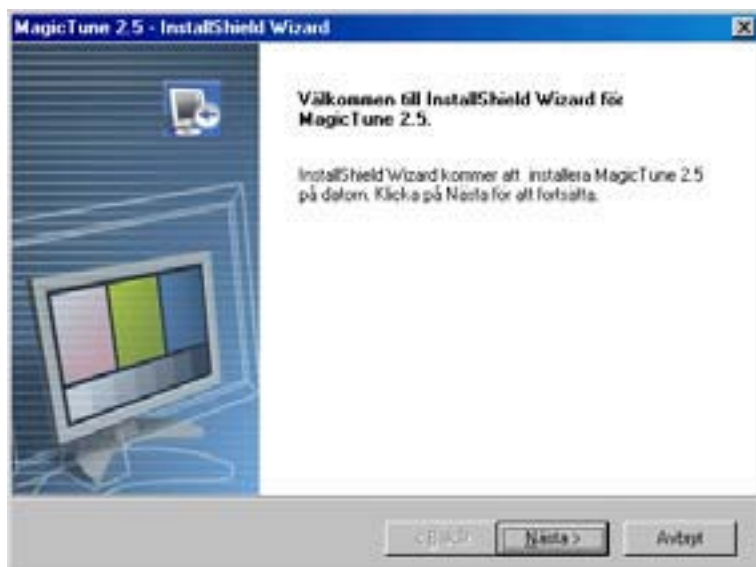 MagicTune 2.5 - InstallShield Wizard
Välkommen till InstallShield Wizard för
MagicTune 2.5.
InstallShield Wizard kommer att installera MagicTune 2.5
på datorn. Klicka på Nästa för att fortsätta.
Nästa >
Avbryt